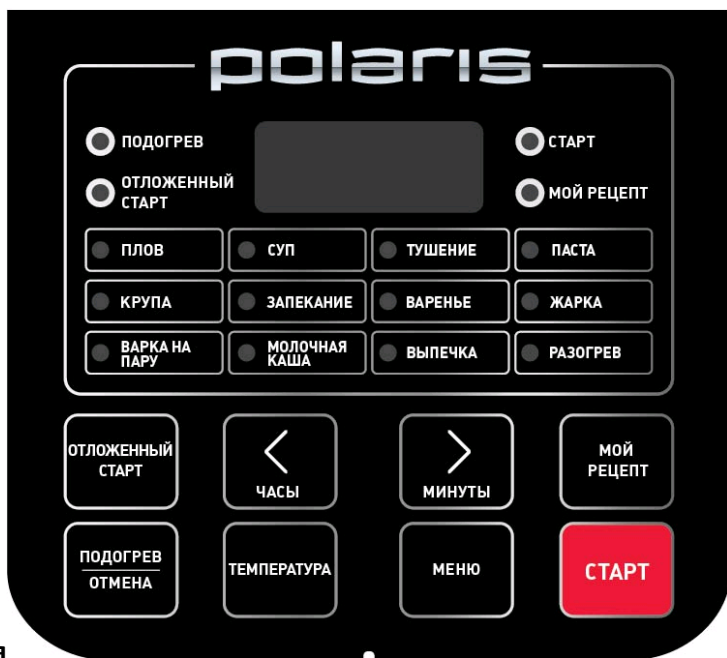 polaris
ПОДОГРЕВ
СТАРТ
ОТЛОЖЕННЫЙ
СТАРТ
МОЙ РЕЦЕПТ
ПЛОВ
СУП
ТУШЕНИЕ
ПАСТА
КРУПА
ЗАПЕКАНИЕ
ВАРЕНЬЕ
ЖАРКА
ВАРКА НА
ПАРУ
МОЛОЧНАЯ
КАША
ВЫПЕЧКА
РАЗОГРЕВ
ОТЛОЖЕННЫЙ
СТАРТ
ЧАСЫ
МИНУТЫ
МОЙ
РЕЦЕПТ
ПОДОГРЕВ
ОТМЕНА
ТЕМПЕРАТУРА
МЕНЮ
СТАРТ